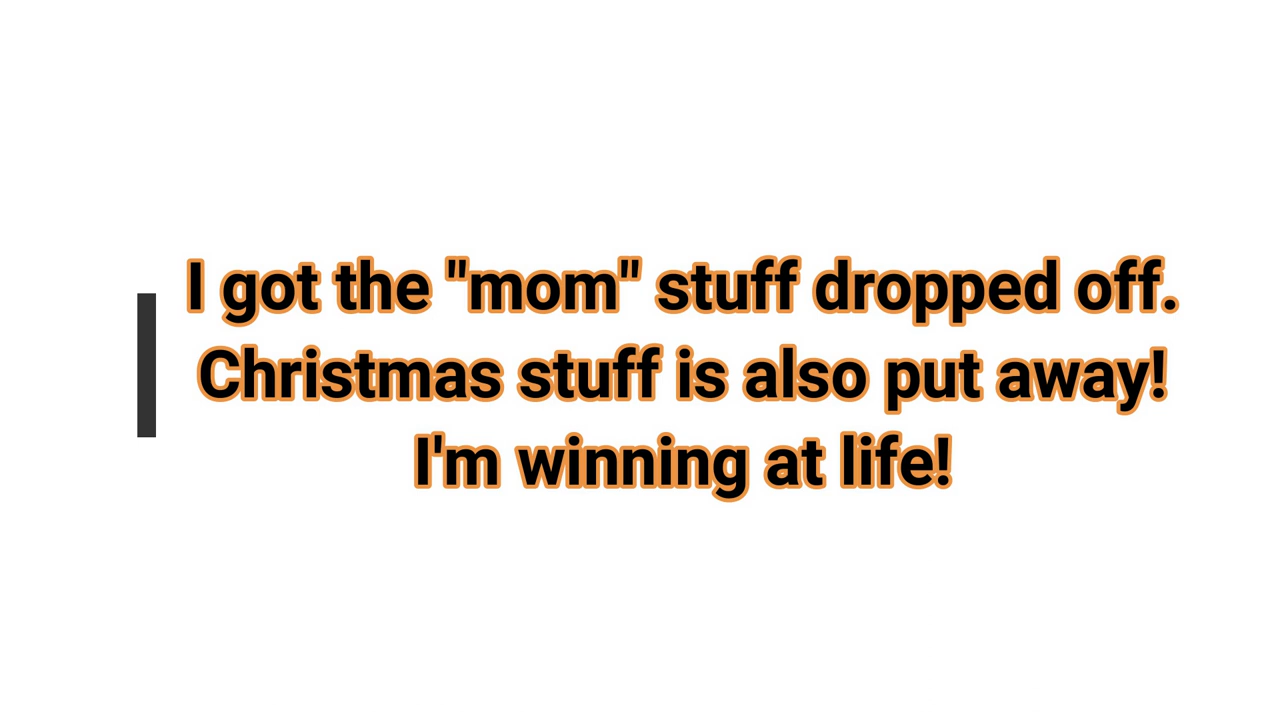 I got the "mom" stuff dropped off.
Christmas stuff is also put away!
I'm winning at life!